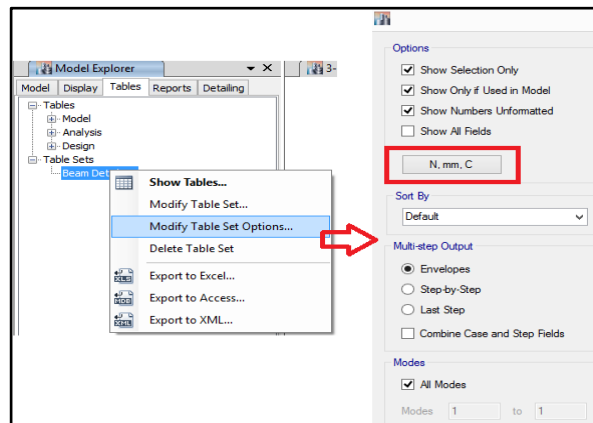 Model Explorer
3-
Model Display Tables Reports Detailing
Tables
Model
Analysis
Design
Table Sets
Show Tables...
Modify Table Set...
Modify Table Set Options...
Delete Table Set
Export to Excel...
Export to Access...
Export to XML...
Options
Show Selection Only
Show Only if Used in Model
Show Numbers Unformatted
Show All Fields
N, mm, C
Sort By
Default
Multi-step Output
Envelopes
Step-by-Step
Last Step
Combine Case and Step Fields
Modes
All Modes
Modes 1 to 1